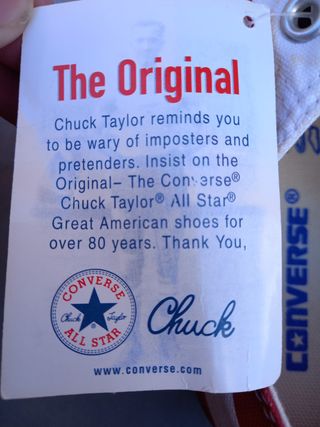 The Original
Chuck Taylor reminds you
to be wary of imposters and
pretenders. Insist on the
Original– The Converse®
Chuck Taylor® All Star®
Great American shoes for
over 80 years. Thank You,
CONVERSE
Chuck Taylor
ALL STAR
Chuck
www.converse.com
CONVERSE®